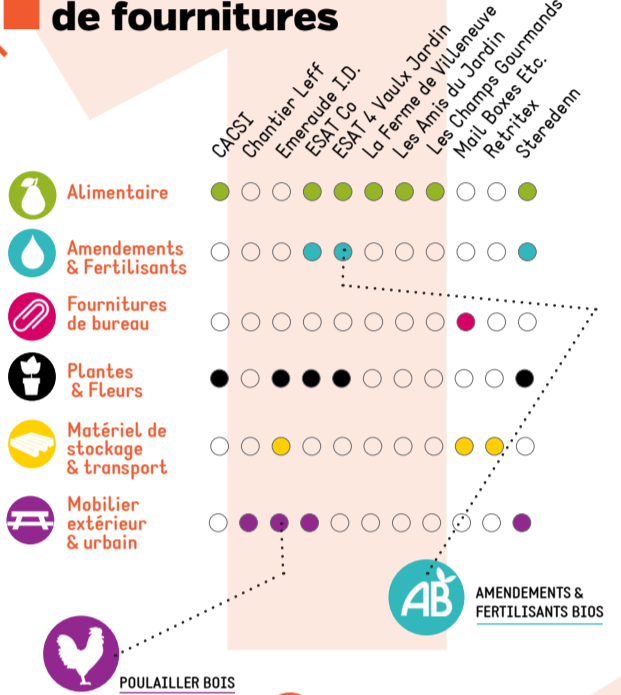 de fournitures
CACSI
Chantier Leff
Emeraude I.D.
ESAT Co
ESAT 4 Vaulx Jardin
La Ferme de Villeneuve
Les Amis du Jardin
Les Champs Gourmands
Mail Boxes Etc.
Retritex
Steredenn
Alimentaire
Amendements
& Fertilisants
Fournitures
de bureau
Plantes
& Fleurs
Matériel de
stockage
& transport
Mobilier
extérieur
& urbain
AB
AMENDEMENTS &
FERTILISANTS BIOS
POULAILLER BOIS